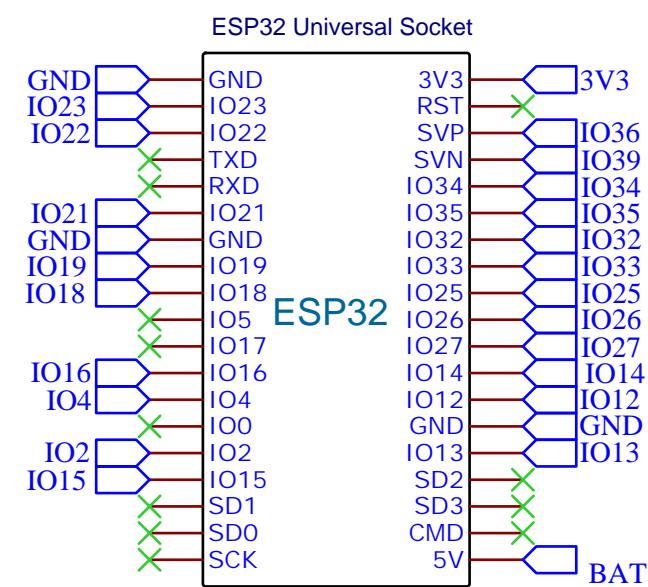 ESP32 Universal Socket
GND GND 3V3 3V3
IO23 IO23 RST
IO22 IO22 SVP IO36
TXD SVN IO39
RXD IO34 IO34
IO21 IO21 IO35 IO35
GND GND IO32 IO32
IO19 IO19 IO33 IO33
IO18 IO18 IO25 IO25
IO5 ESP32 IO26 IO26
IO17 IO27 IO27
IO16 IO16 IO14 IO14
IO4 IO4 IO12 IO12
IO0 GND GND
IO2 IO2 IO13 IO13
IO15 IO15 SD2
SD1 SD3
SD0 CMD
SCK 5V BAT